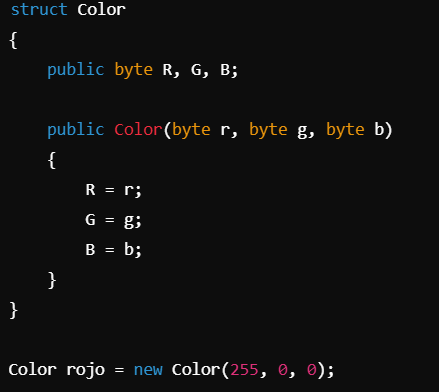 struct Color
{
    public byte R, G, B;

    public Color(byte r, byte g, byte b)
    {
        R = r;
        G = g;
        B = b;
    }
}

Color rojo = new Color(255, 0, 0);